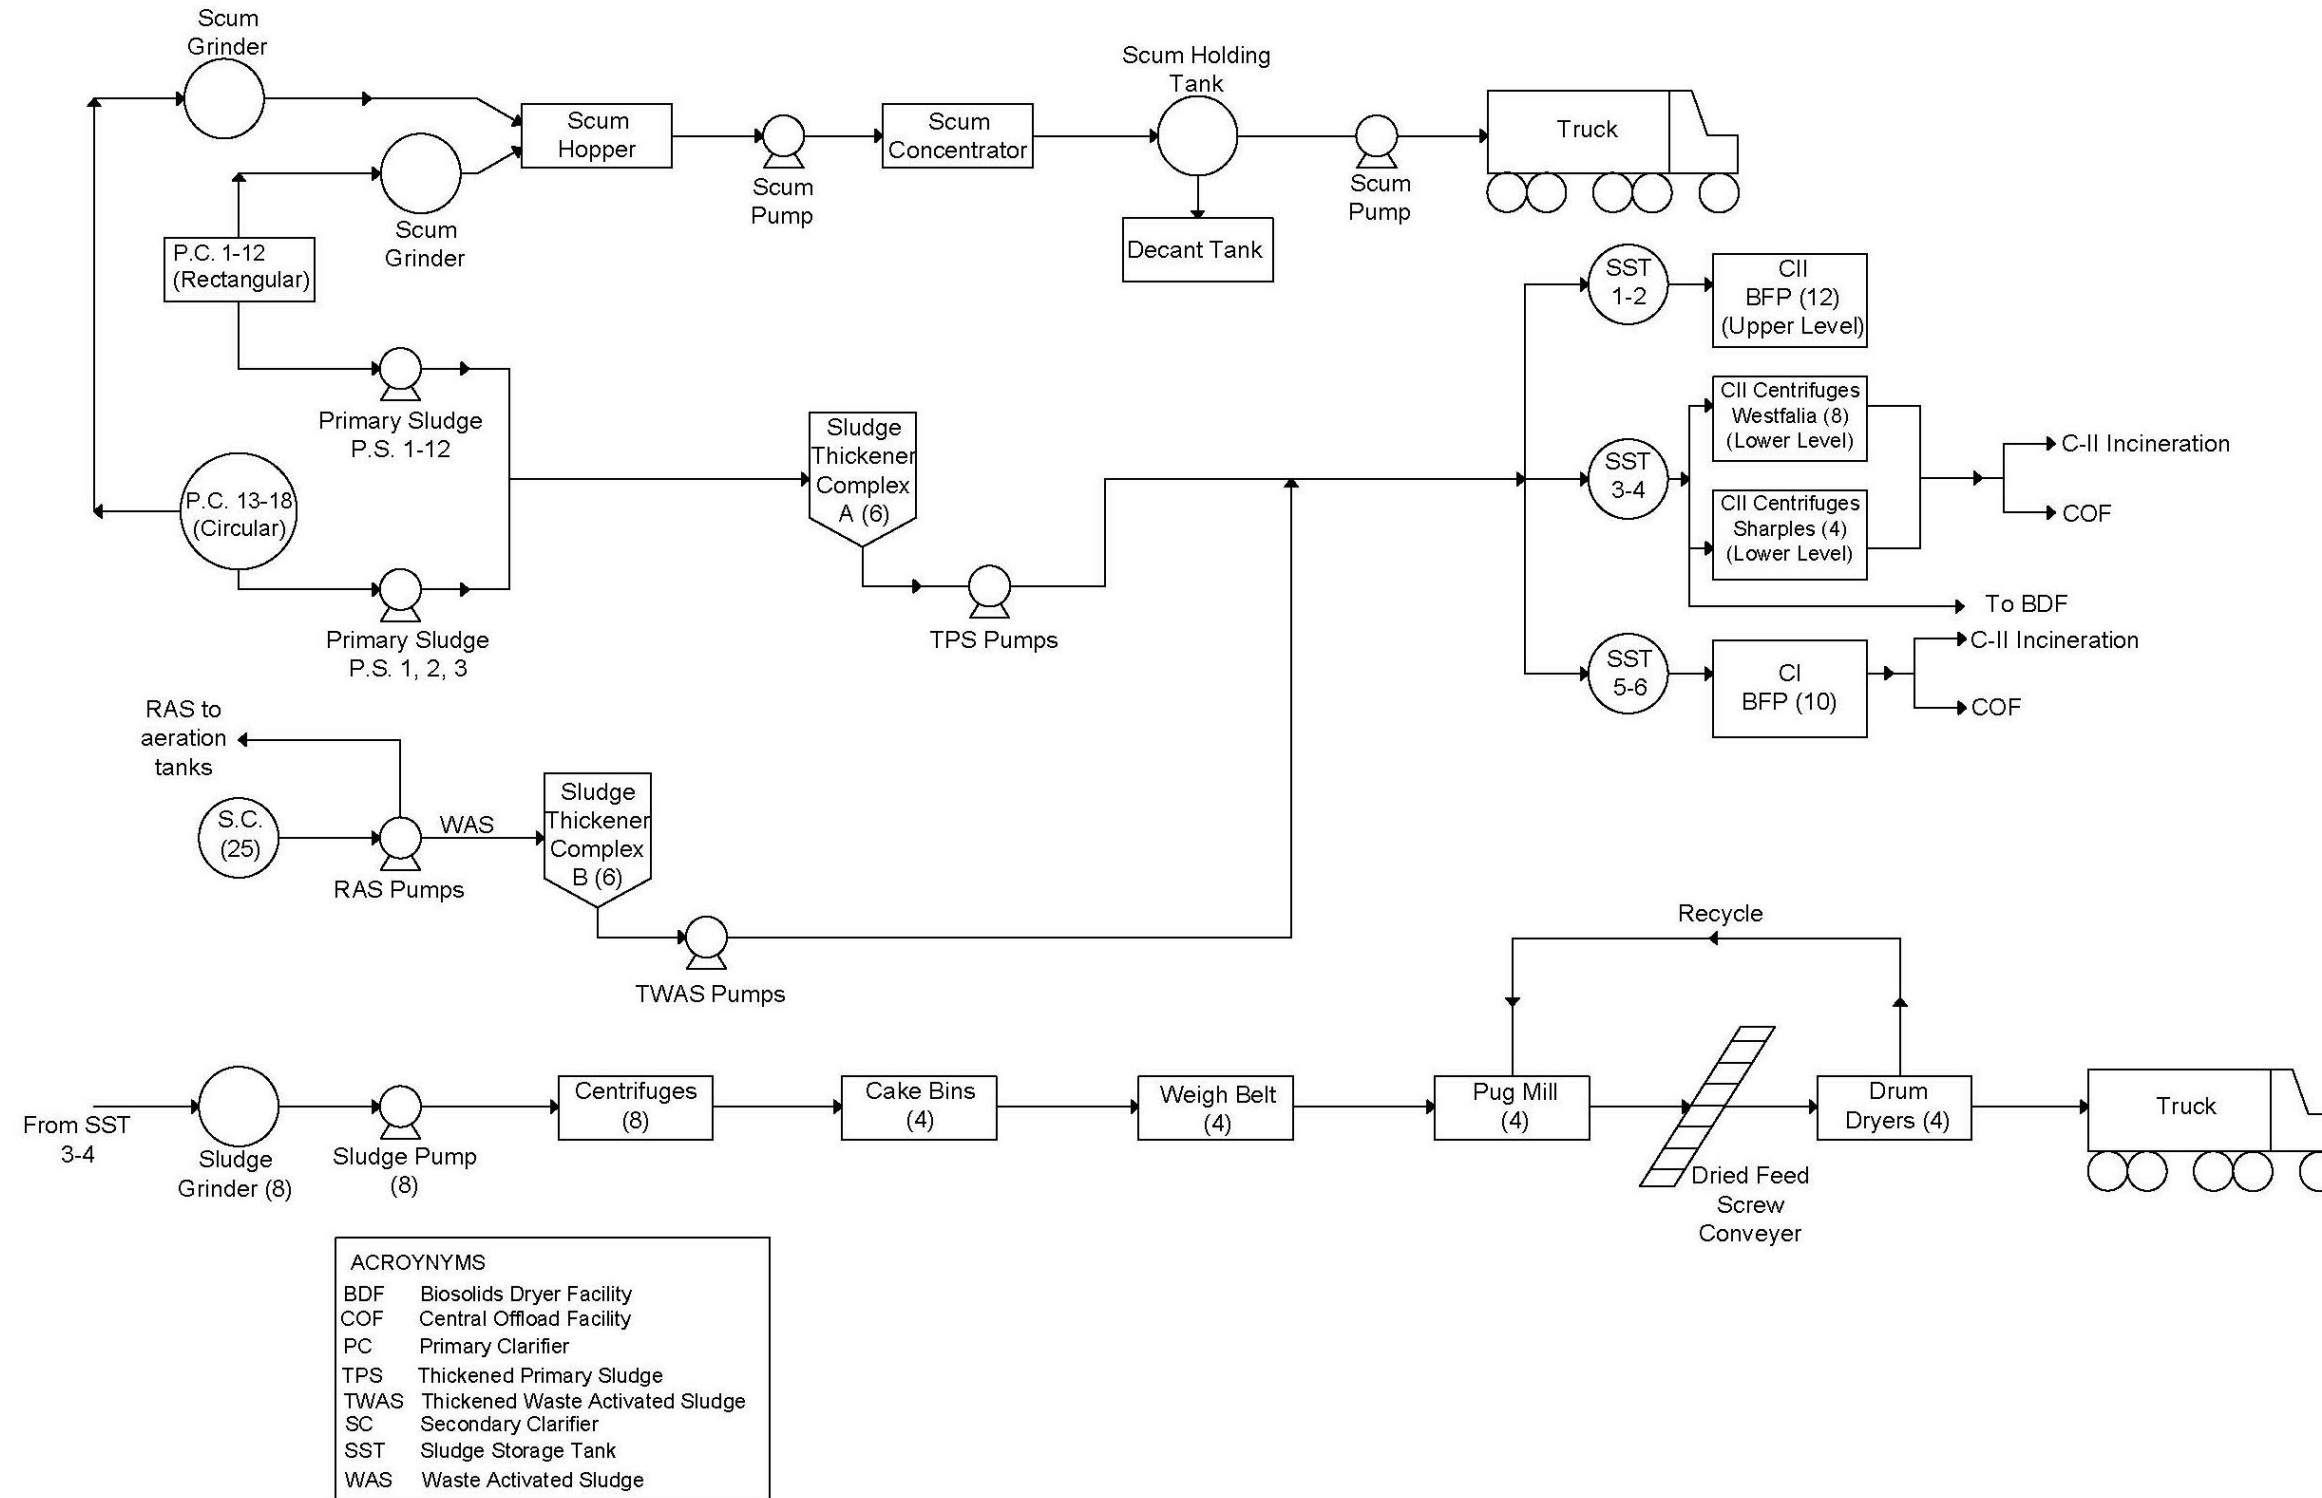 Scum
Grinder
Scum Holding
Tank
Scum
Hopper
Scum
Concentrator
Truck
Scum
Pump
Scum
Pump
Scum
Grinder
Decant Tank
P.C. 1-12
(Rectangular)
SST
1-2
CII
BFP (12)
(Upper Level)
Primary Sludge
P.S. 1-12
Sludge
Thickener
Complex
A (6)
CII Centrifuges
Westfalia (8)
(Lower Level)
SST
3-4
C-II Incineration
COF
P.C. 13-18
(Circular)
CII Centrifuges
Sharples (4)
(Lower Level)
To BDF
Primary Sludge
P.S. 1, 2, 3
TPS Pumps
SST
5-6
CI
BFP (10)
C-II Incineration
COF
RAS to
aeration
tanks
S.C.
(25)
WAS
RAS Pumps
Sludge
Thickener
Complex
B (6)
TWAS Pumps
Recycle
From SST
3-4
Sludge
Grinder (8)
Sludge Pump
(8)
Centrifuges
(8)
Cake Bins
(4)
Weigh Belt
(4)
Pug Mill
(4)
Dried Feed
Screw
Conveyer
Drum
Dryers (4)
Truck
ACROYNYMS
BDF Biosolids Dryer Facility
COF Central Offload Facility
PC Primary Clarifier
TPS Thickened Primary Sludge
TWAS Thickened Waste Activated Sludge
SC Secondary Clarifier
SST Sludge Storage Tank
WAS Waste Activated Sludge